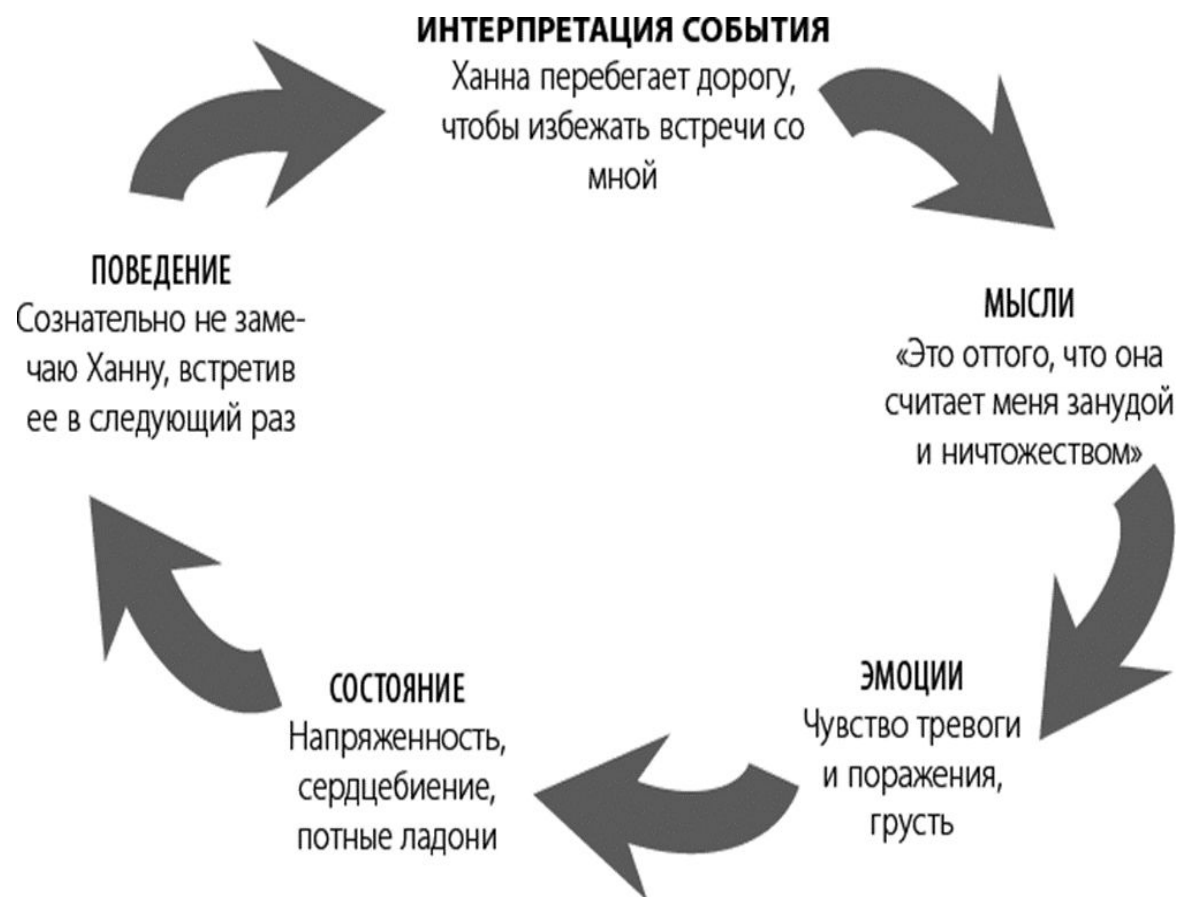 ИНТЕРПРЕТАЦИЯ СОБЫТИЯ
Ханна перебегает дорогу,
чтобы избежать встречи со
мной
МЫСЛИ
«Это оттого, что она
считает меня занудой
и ничтожеством»
ЭМОЦИИ
Чувство тревоги
и поражения,
грусть
СОСТОЯНИЕ
Напряженность,
сердцебиение,
потные ладони
ПОВЕДЕНИЕ
Сознательно не заме-
чаю Ханну, встретив
ее в следующий раз